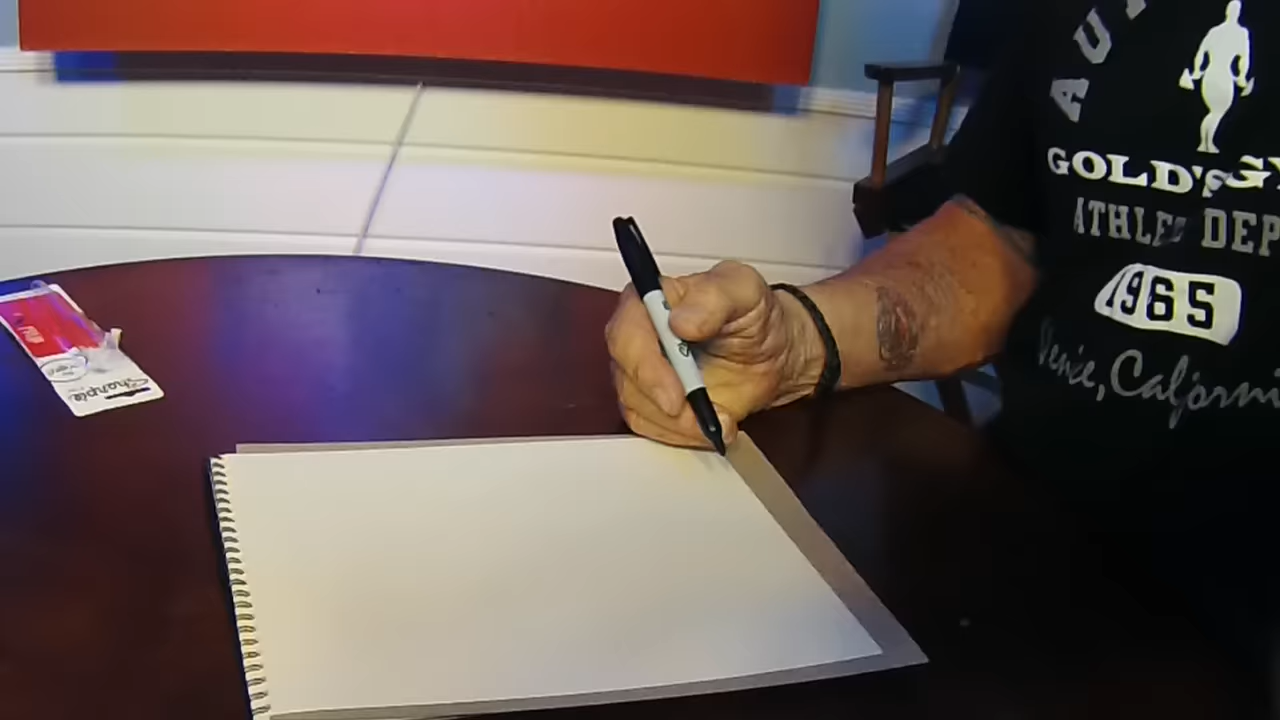 AU
GOLD'S GY
ATHLE DEP
1965
Venice, Californi
Sharpie